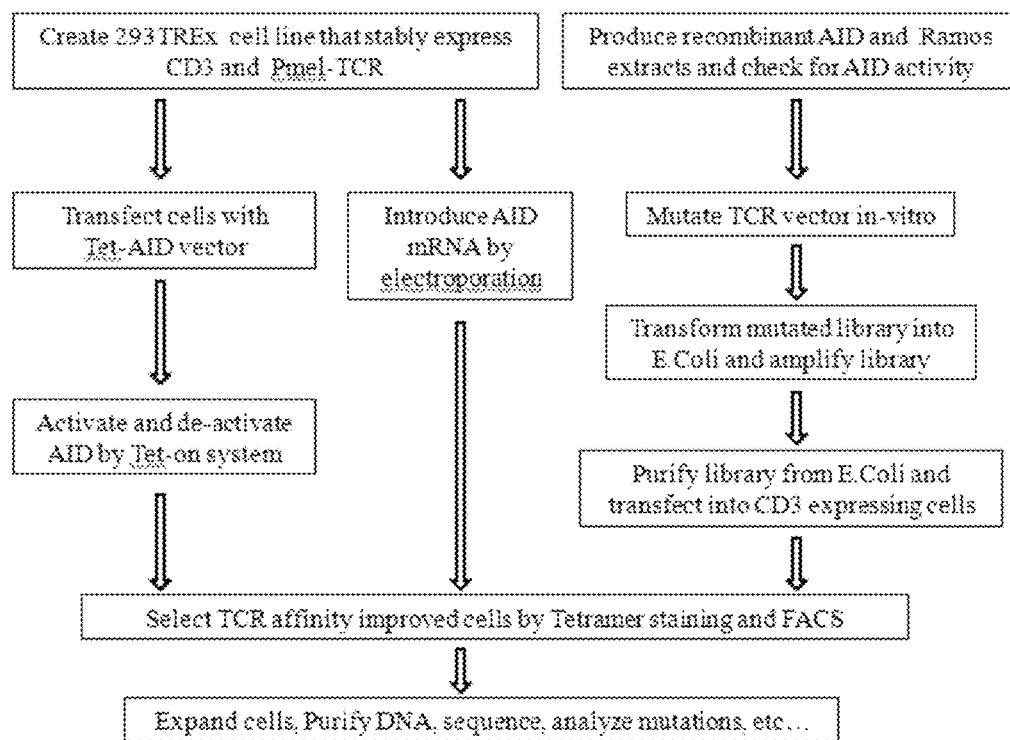 Create 293 TREx cell line that stably express
CD3 and Pmel-TCR
Produce recombinant AID and Ramos
extracts and check for AID activity
Transfect cells with
Tet-AID vector
Introduce AID
mRNA by
electroporation
Mutate TCR vector in-vitro
Transform mutated library into
E.Coli and amplify library
Activate and de-activate
AID by Tet-on system
Purify library from E.Coli and
transfect into CD3 expressing cells
Select TCR affinity improved cells by Tetramer staining and FACS
Expand cells, Purify DNA, sequence, analyze mutations, etc...